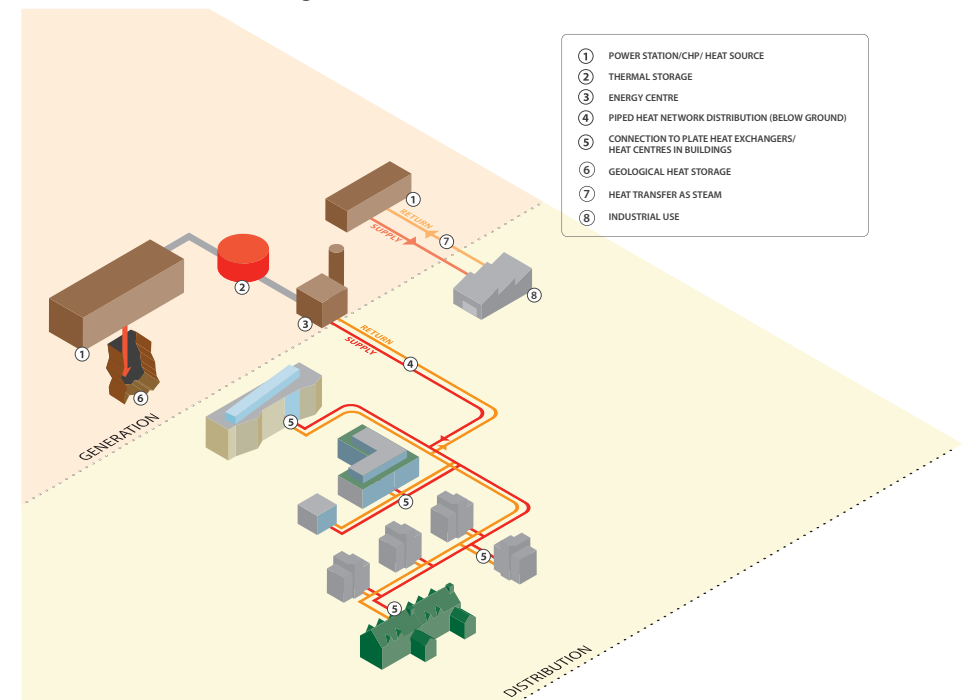 1 POWER STATION/CHP/ HEAT SOURCE
2 THERMAL STORAGE
3 ENERGY CENTRE
4 PIPED HEAT NETWORK DISTRIBUTION (BELOW GROUND)
5 CONNECTION TO PLATE HEAT EXCHANGERS/
HEAT CENTRES IN BUILDINGS
6 GEOLOGICAL HEAT STORAGE
7 HEAT TRANSFER AS STEAM
8 INDUSTRIAL USE
1
RETURN
SUPPLY
7
2
8
3
1
RETURN
SUPPLY
4
6
GENERATION
5
5
5
5
DISTRIBUTION